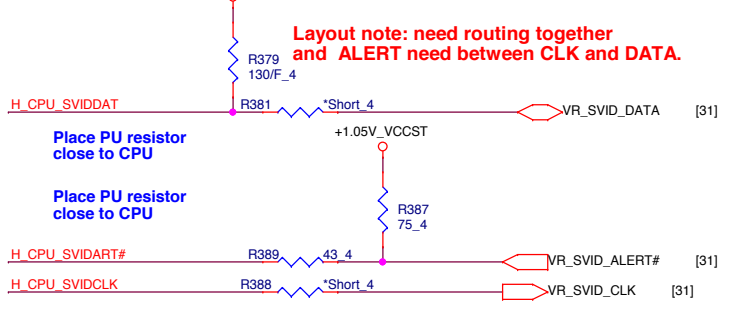 Layout note: need routing together
and ALERT need between CLK and DATA.
R379
130/F_4
H_CPU_SVIDDAT
R381
*Short_4
VR_SVID_DATA
[31]
Place PU resistor
close to CPU
+1.05V_VCCST
Place PU resistor
close to CPU
R387
75_4
H_CPU_SVIDART#
R389
43_4
VR_SVID_ALERT#
[31]
H_CPU_SVIDCLK
R388
*Short_4
VR_SVID_CLK
[31]